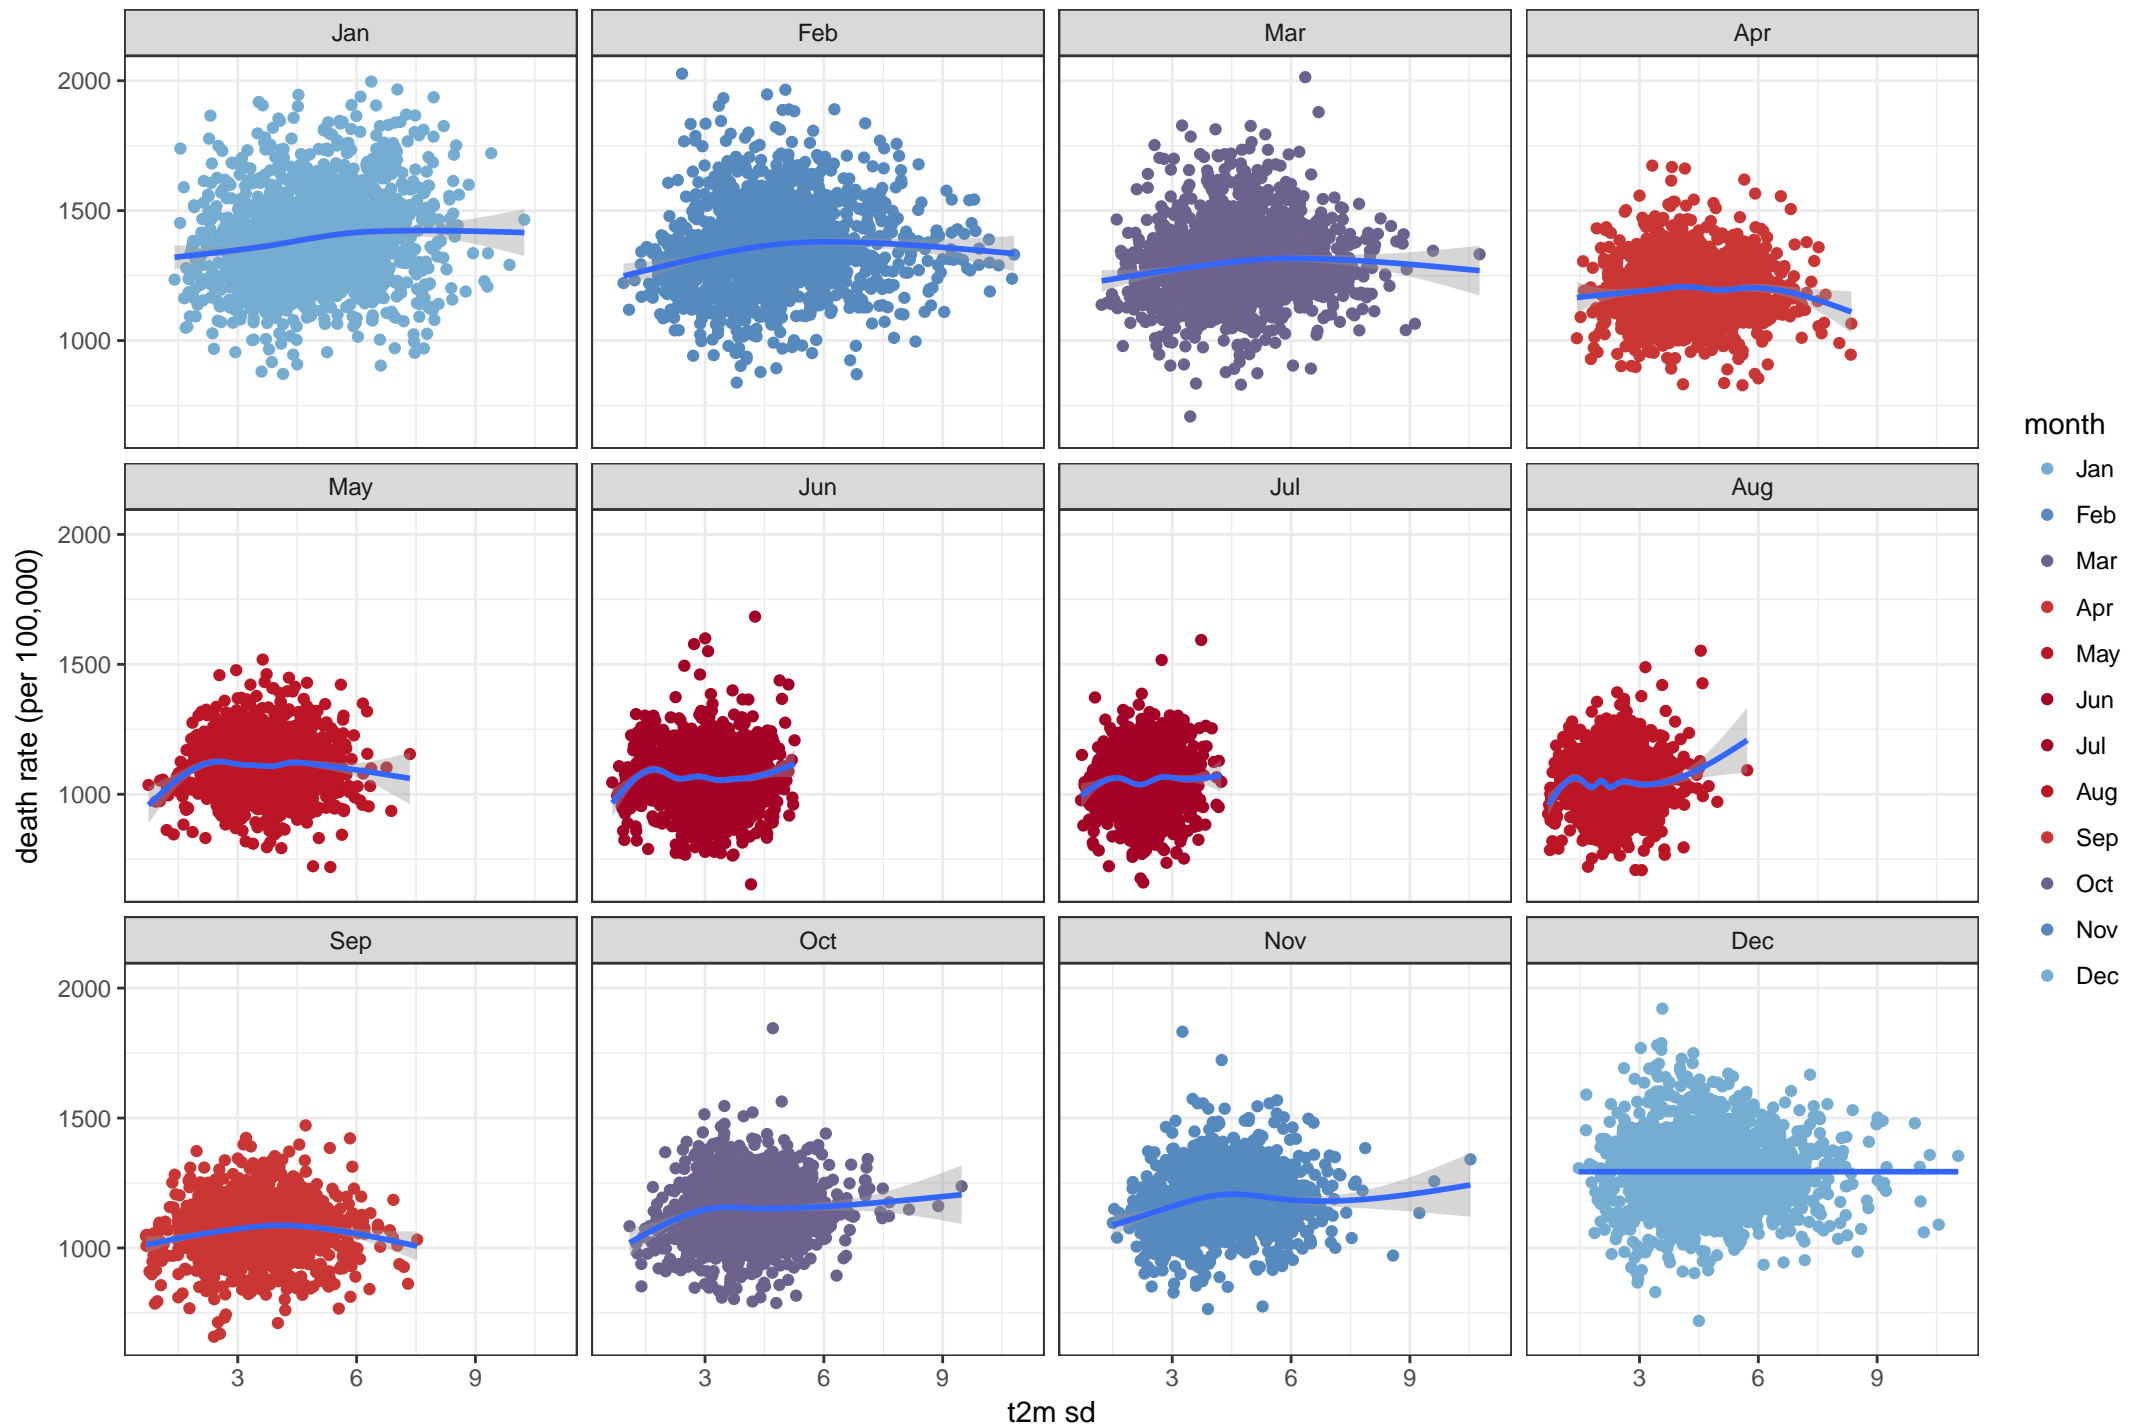 Jan Feb Mar Apr
2000
1500
1000
May Jun Jul Aug
2000
1500
1000
Sep Oct Nov Dec
2000
1500
1000
3 6 9 3 6 9 3 6 9 3 6 9
t2m sd
death rate (per 100,000)
month
Jan
Feb
Mar
Apr
May
Jun
Jul
Aug
Sep
Oct
Nov
Dec